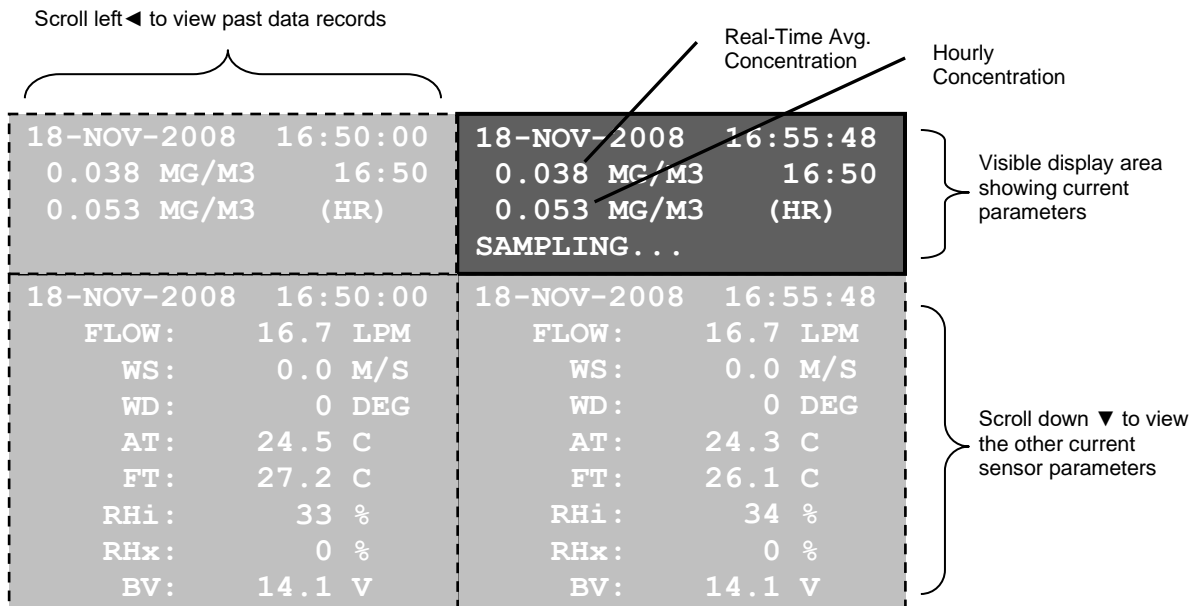 Scroll left ◄ to view past data records
Real-Time Avg.
Concentration
Hourly
Concentration
18-NOV-2008 16:50:00
0.038 MG/M3 16:50
0.053 MG/M3 (HR)
18-NOV-2008 16:55:48
0.038 MG/M3 16:50
0.053 MG/M3 (HR)
SAMPLING...
Visible display area
showing current
parameters
18-NOV-2008 16:50:00
FLOW: 16.7 LPM
WS: 0.0 M/S
WD: 0 DEG
AT: 24.5 C
FT: 27.2 C
RHi: 33 %
RHx: 0 %
BV: 14.1 V
18-NOV-2008 16:55:48
FLOW: 16.7 LPM
WS: 0.0 M/S
WD: 0 DEG
AT: 24.3 C
FT: 26.1 C
RHi: 34 %
RHx: 0 %
BV: 14.1 V
Scroll down ▼ to view
the other current
sensor parameters